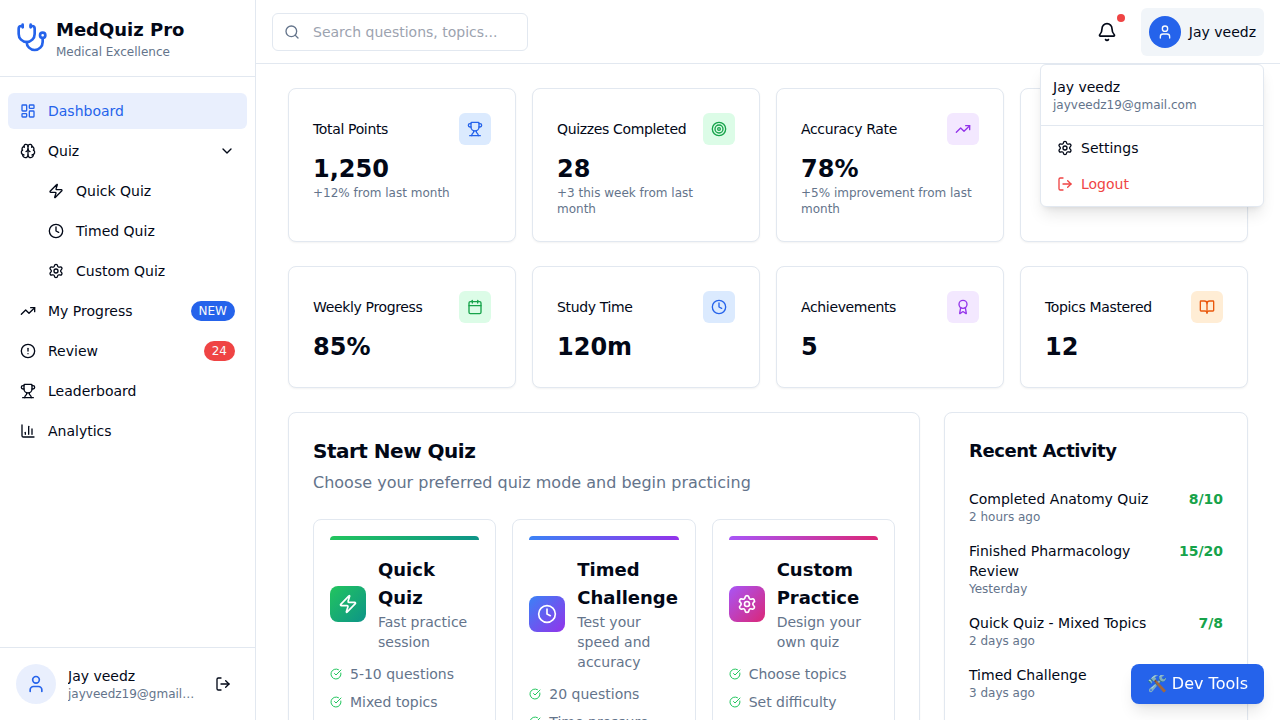 MedQuiz Pro
Medical Excellence
Dashboard
Quiz
Quick Quiz
Timed Quiz
Custom Quiz
My Progress NEW
Review 24
Leaderboard
Analytics
Jay veedz
jayveedz19@gmail...
Search questions, topics...
Jay veedz
Jay veedz
jayveedz19@gmail.com
Settings
Logout
Total Points
1,250
+12% from last month
Quizzes Completed
28
+3 this week from last
month
Accuracy Rate
78%
+5% improvement from last
month
Weekly Progress
85%
Study Time
120m
Achievements
5
Topics Mastered
12
Start New Quiz
Choose your preferred quiz mode and begin practicing
Quick
Quiz
Fast practice
session
5-10 questions
Mixed topics
Timed
Challenge
Test your
speed and
accuracy
20 questions
Time pressure
Custom
Practice
Design your
own quiz
Choose topics
Set difficulty
Recent Activity
Completed Anatomy Quiz 8/10
2 hours ago
Finished Pharmacology 15/20
Review
Yesterday
Quick Quiz - Mixed Topics 7/8
2 days ago
Timed Challenge
3 days ago
🛠️ Dev Tools